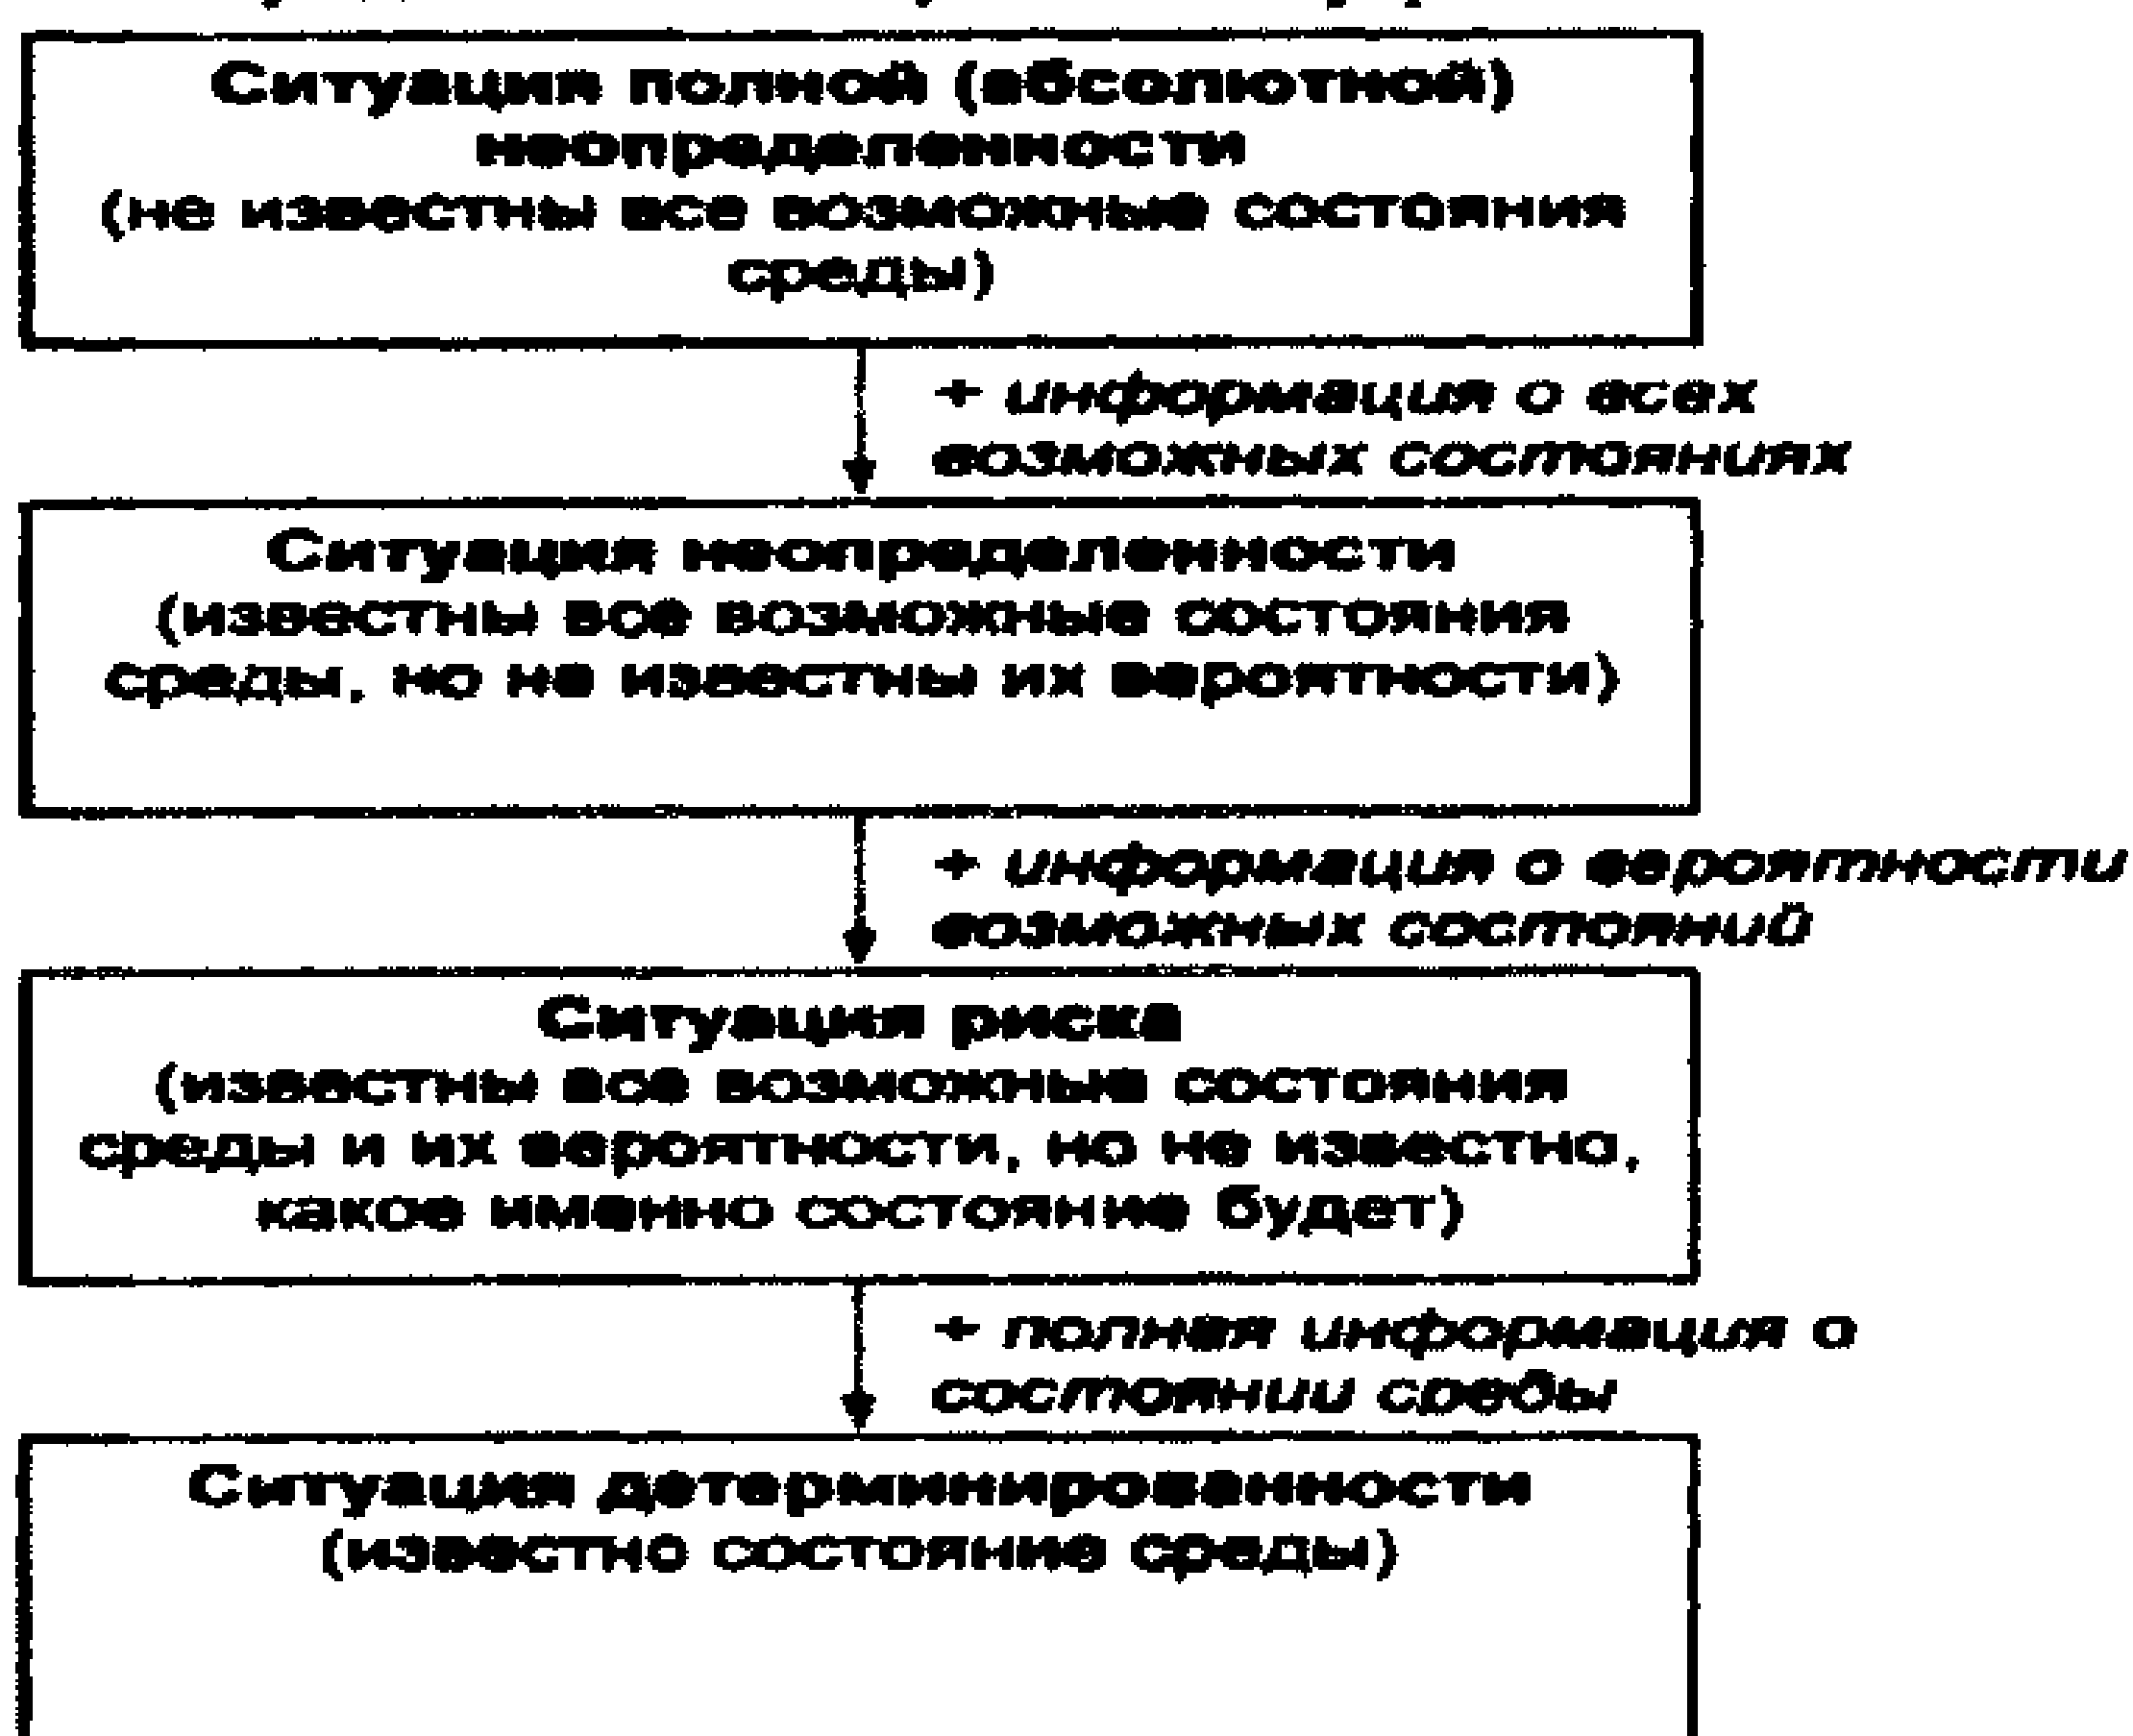 Ситуация полной (абсолютной)
неопределенности
(не известны все возможные состояния
среды)
+ информация о всех
возможных состояниях
Ситуация неопределенности
(известны все возможные состояния
среды, но не известны их вероятности)
+ информация о вероятности
возможных состояний
Ситуация риска
(известны все возможные состояния
среды и их вероятности, но не известно,
какое именно состояние будет)
+ полная информация о
состоянии среды
Ситуация детерминированности
(известно состояние среды)